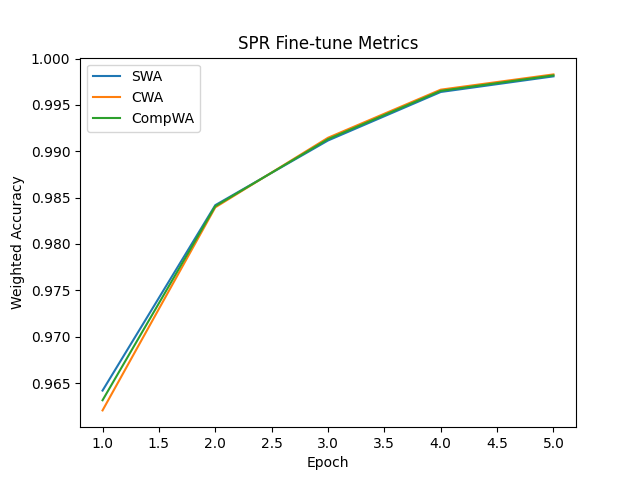 SPR Fine-tune Metrics
1.000
0.995
0.990
0.985
0.980
0.975
0.970
0.965
Weighted Accuracy
SWA
CWA
CompWA
1.0 1.5 2.0 2.5 3.0 3.5 4.0 4.5 5.0
Epoch